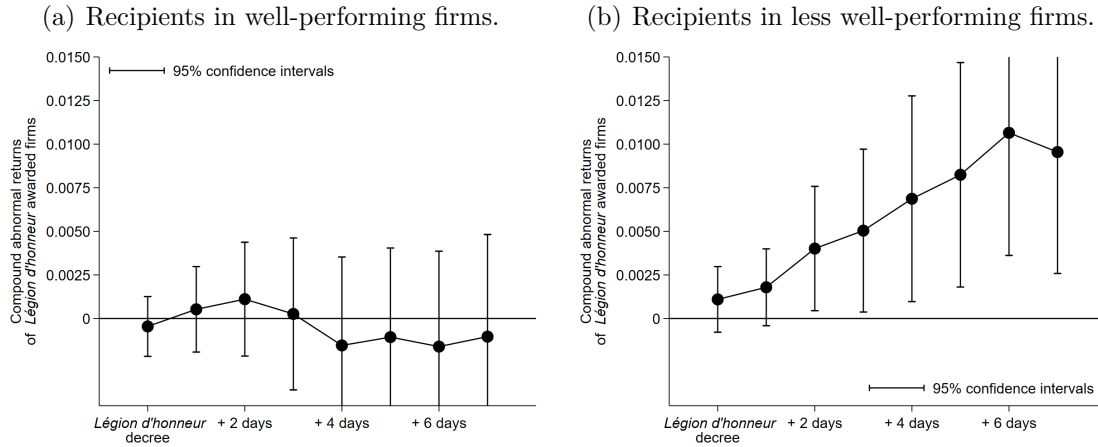 (a) Recipients in well-performing firms.
0.0150
0.0125
0.0100
0.0075
0.0050
0.0025
0
Compound abnormal returns
of Légion d'honneur awarded firms
95% confidence intervals
Légion d'honneur
decree
+ 2 days
+ 4 days
+ 6 days
(b) Recipients in less well-performing firms.
0.0150
0.0125
0.0100
0.0075
0.0050
0.0025
0
Compound abnormal returns
of Légion d'honneur awarded firms
95% confidence intervals
Légion d'honneur
decree
+ 2 days
+ 4 days
+ 6 days